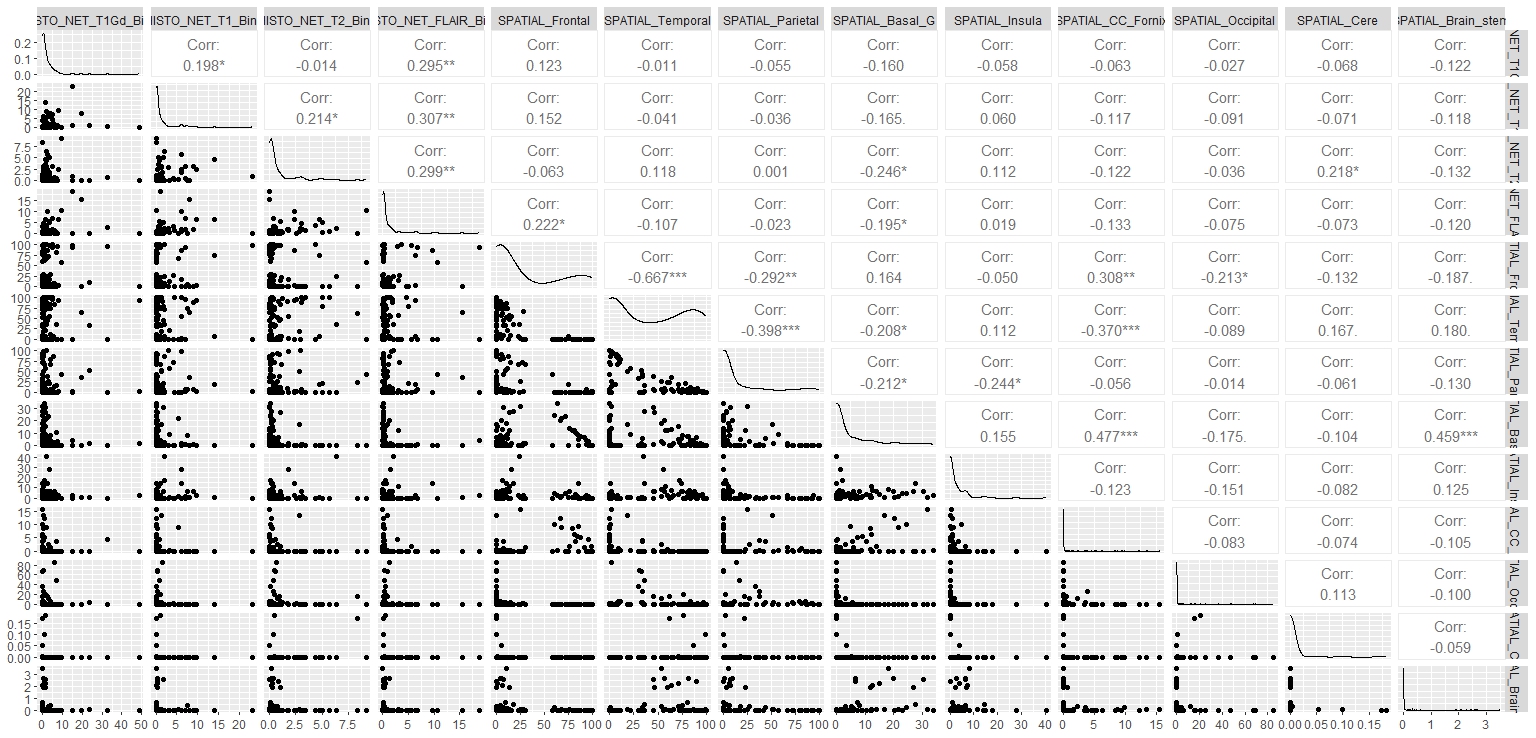 STO_NET_T1Gd_Bi IISTO_NET_T1_Bin IISTO_NET_T2_Bin STO_NET_FLAIR_Bi SPATIAL_Frontal SPATIAL_Temporal SPATIAL_Parietal SPATIAL_Basal_G SPATIAL_Insula SPATIAL_CC_Fornix SPATIAL_Occipital SPATIAL_Cere SPATIAL_Brain_stem
0.2 0.1 0.0
Corr: Corr: Corr: Corr: Corr: Corr: Corr: Corr: Corr: Corr: Corr: Corr:
0.198* -0.014 0.295** 0.123 -0.011 -0.055 -0.160 -0.058 -0.063 -0.027 -0.068 -0.122
NET_T1
20 15 10 5 0
Corr: Corr: Corr: Corr: Corr: Corr: Corr: Corr: Corr: Corr: Corr:
0.214* 0.307** 0.152 -0.041 -0.036 -0.165. 0.060 -0.117 -0.091 -0.071 -0.118
_NET_T
7.5 5.0 2.5 0.0
Corr: Corr: Corr: Corr: Corr: Corr: Corr: Corr: Corr: Corr:
0.299** -0.063 0.118 0.001 -0.246* 0.112 -0.122 -0.036 0.218* -0.132
_NET_T2
15 10 5 0
Corr: Corr: Corr: Corr: Corr: Corr: Corr: Corr: Corr:
0.222* -0.107 -0.023 -0.195* 0.019 -0.133 -0.075 -0.073 -0.120
NET_FLA
100 75 50 25 0
Corr: Corr: Corr: Corr: Corr: Corr: Corr: Corr:
-0.667*** -0.292** 0.164 -0.050 0.308** -0.213* -0.132 -0.187.
TIAL_Fro
100 75 50 25 0
Corr: Corr: Corr: Corr: Corr: Corr: Corr:
-0.398*** -0.208* 0.112 -0.370*** -0.089 0.167. 0.180.
IAL_Tem
100 75 50 25 0
Corr: Corr: Corr: Corr: Corr: Corr:
-0.212* -0.244* -0.056 -0.014 -0.061 -0.130
TIAL_Par
30 20 10 0
Corr: Corr: Corr: Corr: Corr:
0.155 0.477*** -0.175. -0.104 0.459***
IAL_Bas
40 30 20 10 0
Corr: Corr: Corr: Corr:
-0.123 -0.151 -0.082 0.125
ATIAL_In
15 10 5 0
Corr: Corr: Corr:
-0.083 -0.074 -0.105
AL_CC_
80 60 40 20 0
Corr: Corr:
0.113 -0.100
IAL_Occ
0.15 0.10 0.05 0.00
Corr:
-0.059
ATIAL_C
3 2 1 0
AL_Brair
0 10 20 30 40 50 0 5 10 15 20 0.0 2.5 5.0 7.5 0 5 10 15 0 25 50 75 100 0 25 50 75 100 0 25 50 75 100 0 10 20 30 0 10 20 30 40 0 5 10 15 0 20 40 60 80 0.00 0.05 0.10 0.15 0 1 2 3